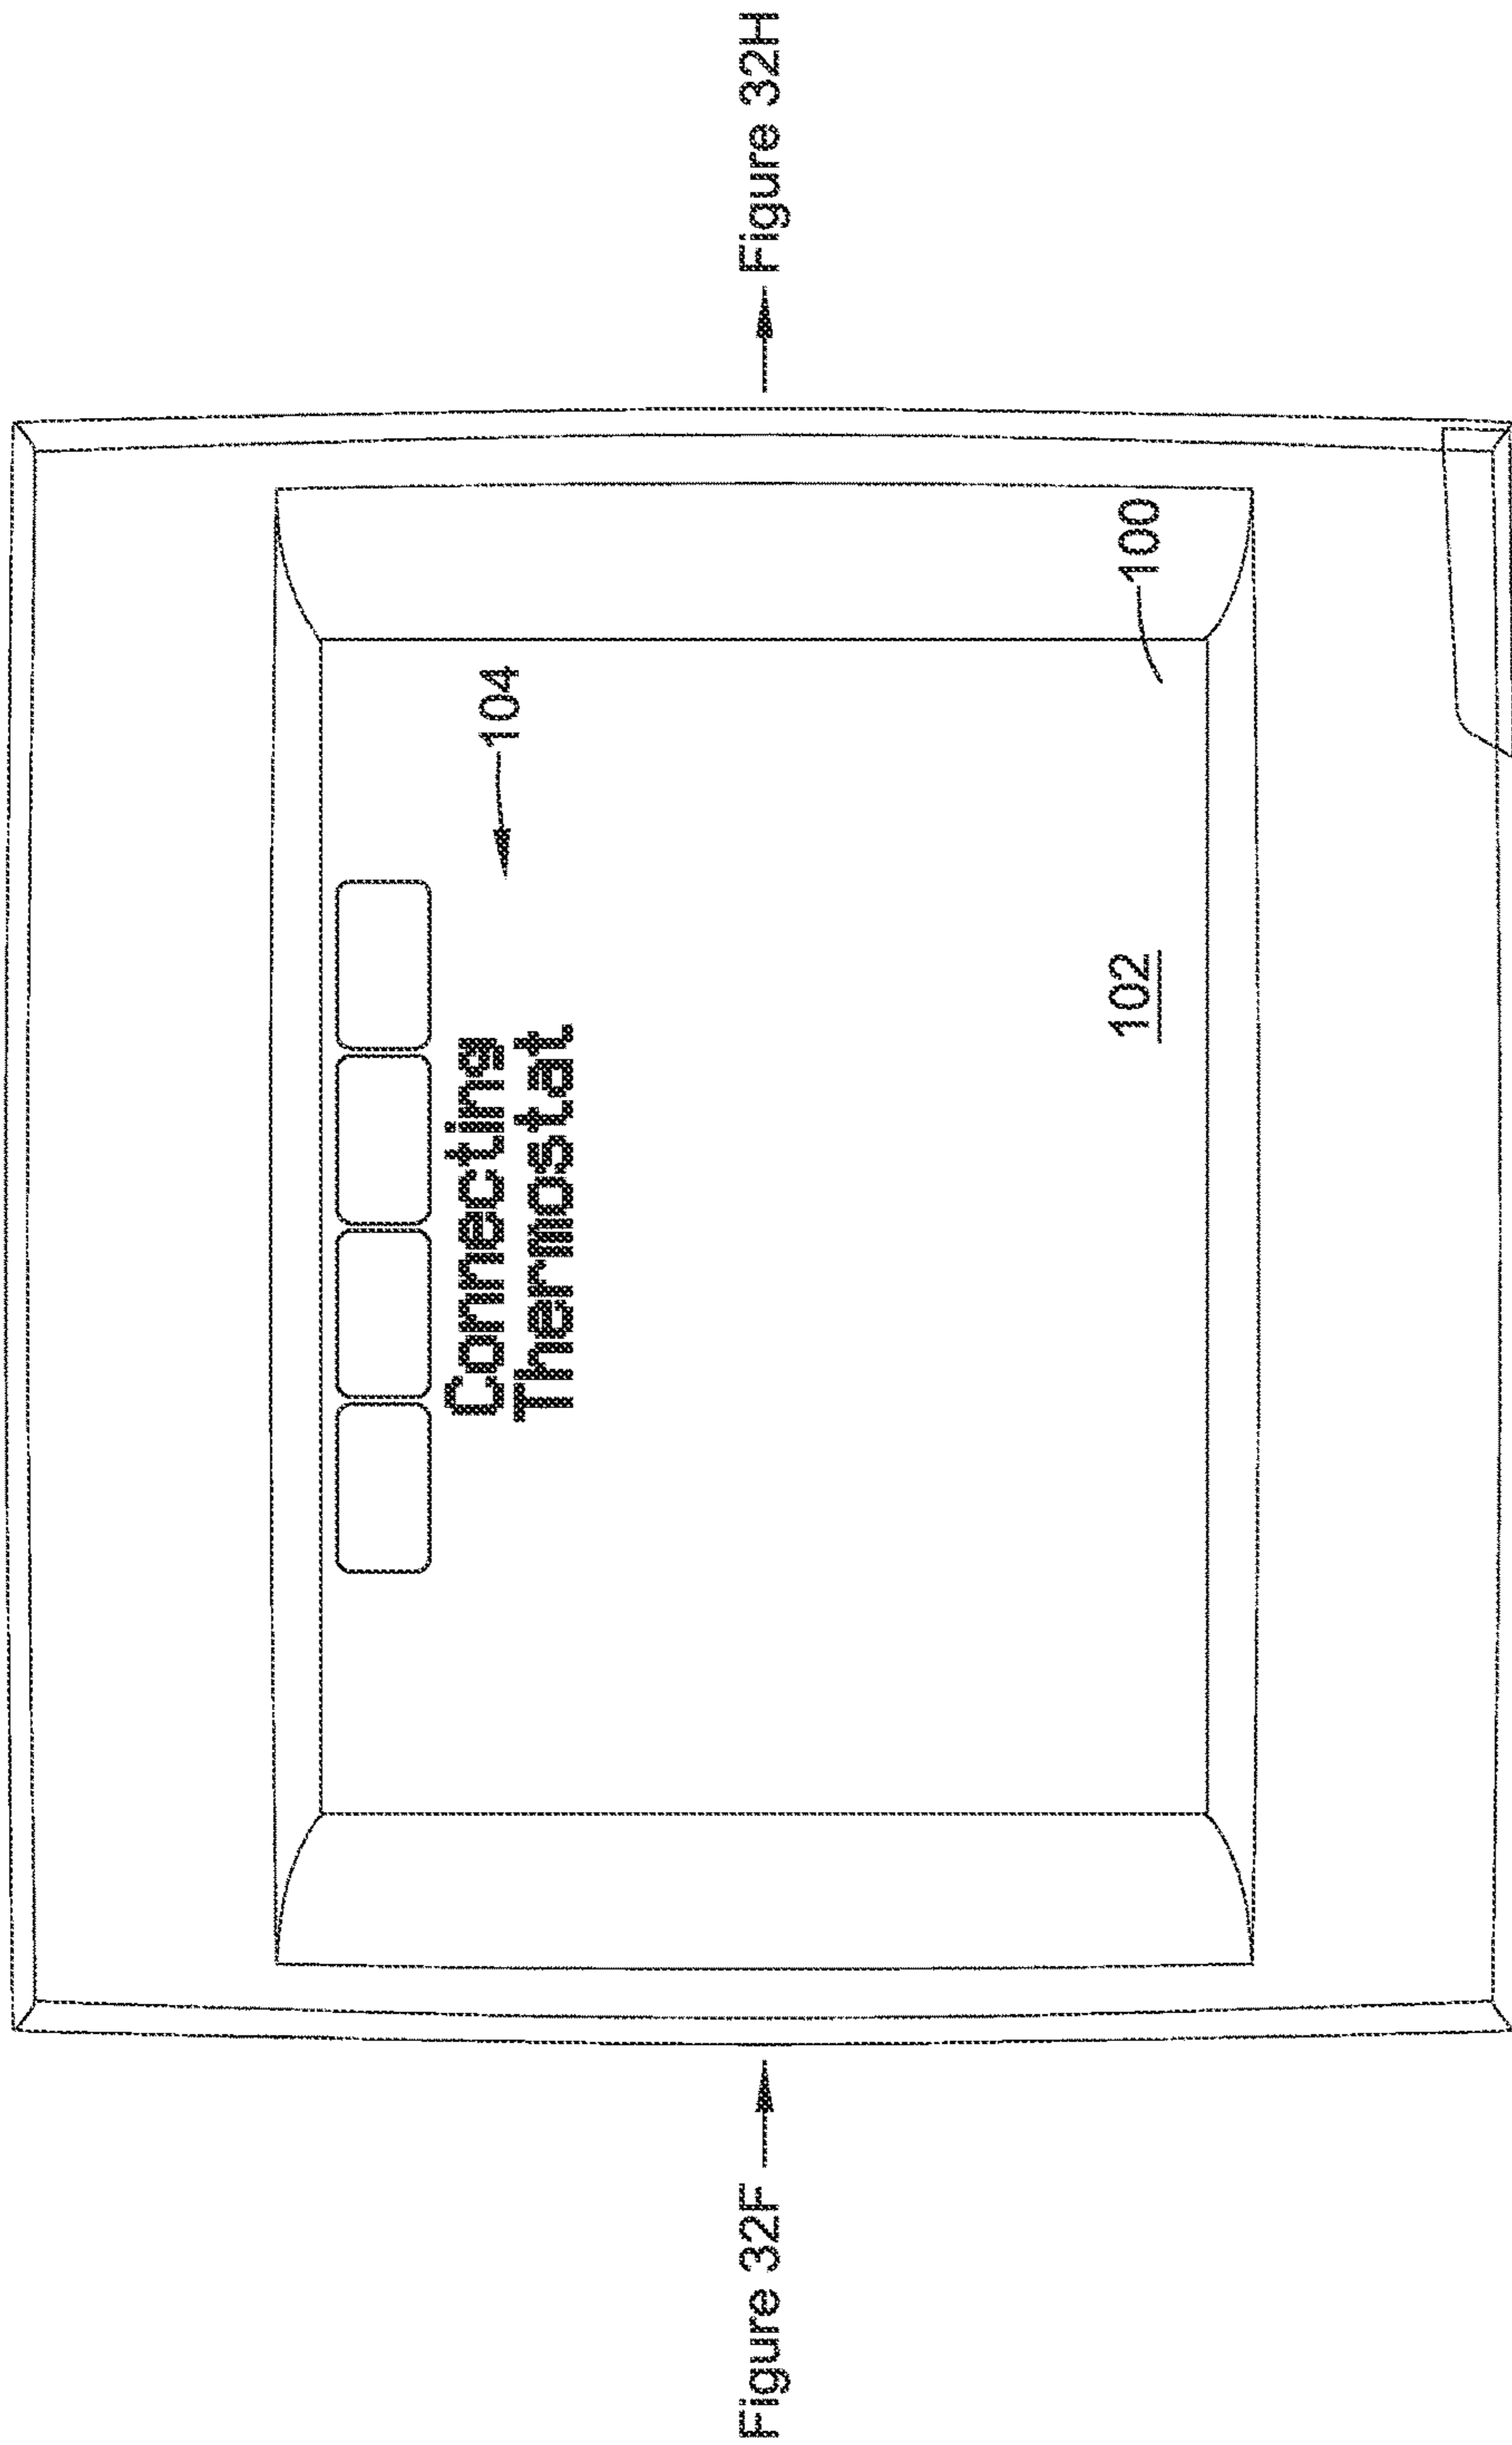 104
Connecting
Thermostat
Figure 32F
Figure 32H
102
100